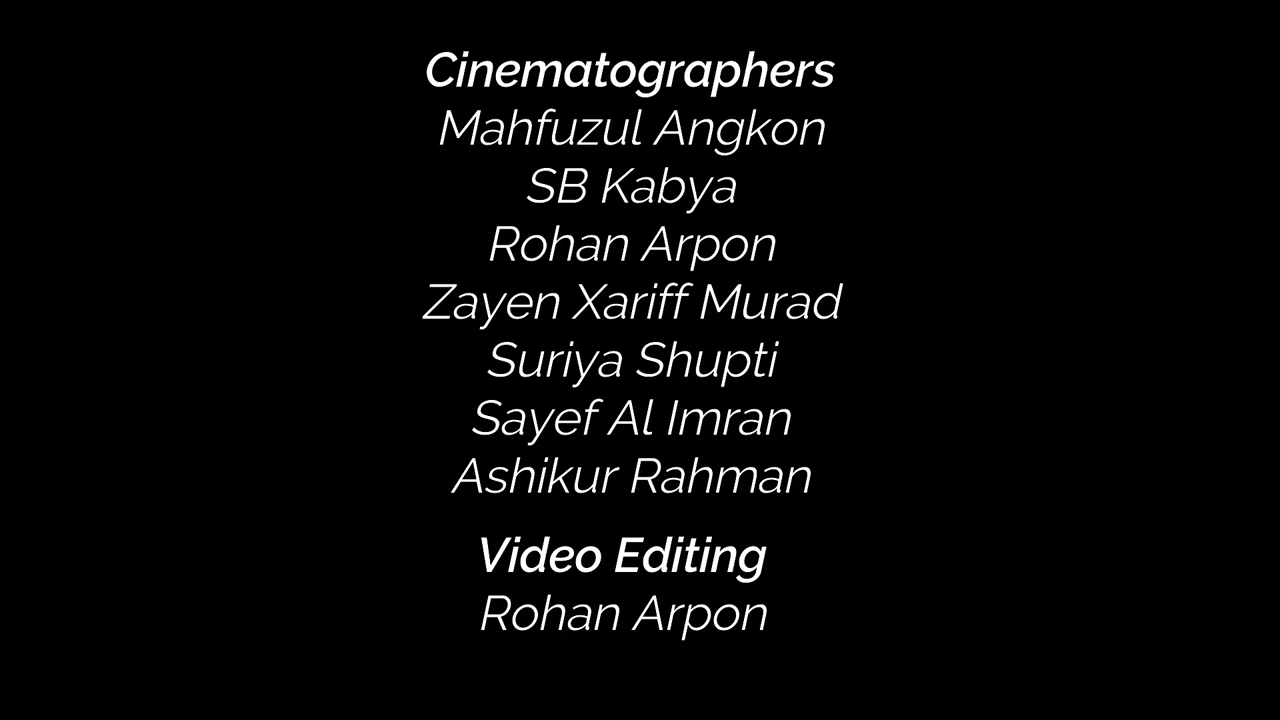 Cinematographers
Mahfuzul Angkon
SB Kabya
Rohan Arpon
Zayen Xariff Murad
Suriya Shupti
Sayef Al Imran
Ashikur Rahman
Video Editing
Rohan Arpon